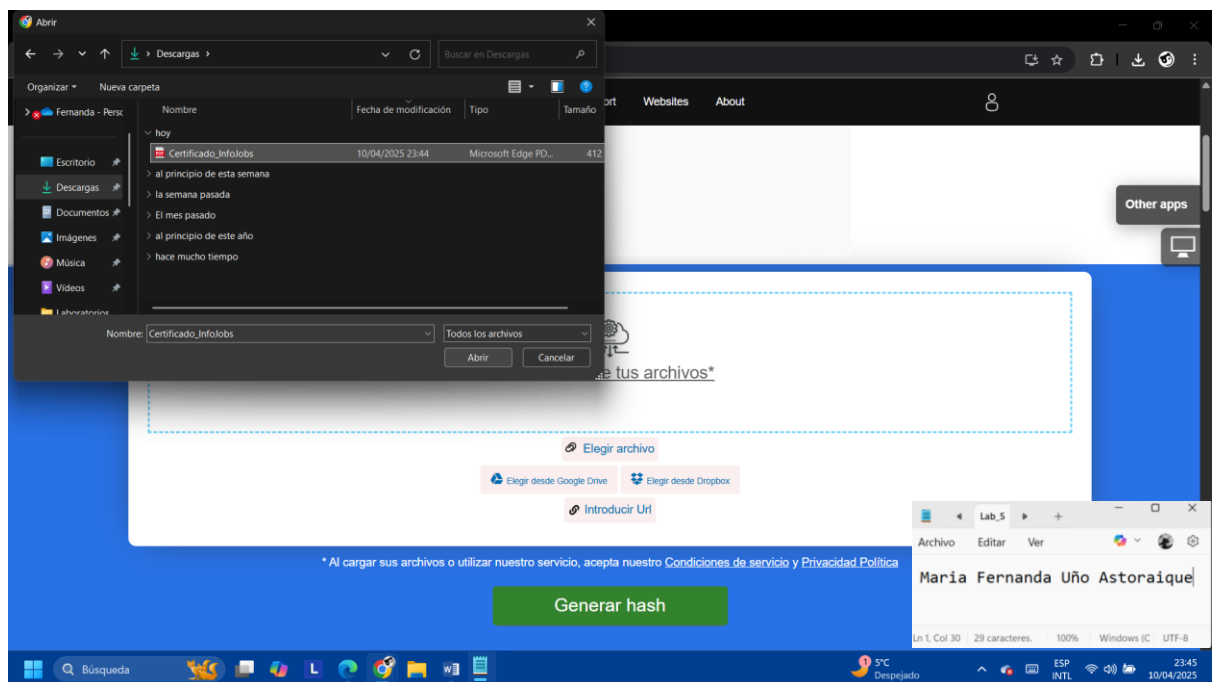 Abrir
Descargas
Buscar en Descargas
Organizar
Nueva carpeta
Fernanda - Persc
Nombre
Fecha de modificación
Tipo
Tamaño
hoy
Certificado_InfoJobs
10/04/2025 23:44
Microsoft Edge PD...
412
Escritorio
al principio de esta semana
Descargas
la semana pasada
Documentos
El mes pasado
Imágenes
al principio de este año
Música
hace mucho tiempo
Vídeos
Laboratorios
Nombre:
Certificado_InfoJobs
Todos los archivos
Abrir
Cancelar
ort
Websites
About
Other apps
e tus archivos*
Elegir archivo
Elegir desde Google Drive
Elegir desde Dropbox
Introducir Url
* Al cargar sus archivos o utilizar nuestro servicio, acepta nuestro Condiciones de servicio y Privacidad Política
Generar hash
Lab_S
Archivo
Editar
Ver
Maria Fernanda Uño Astoraique
Ln 1, Col 30
29 caracteres.
100%
Windows (C
UTF-8
Búsqueda
1
5°C
Despejado
ESP
INTL
23:45
10/04/2025